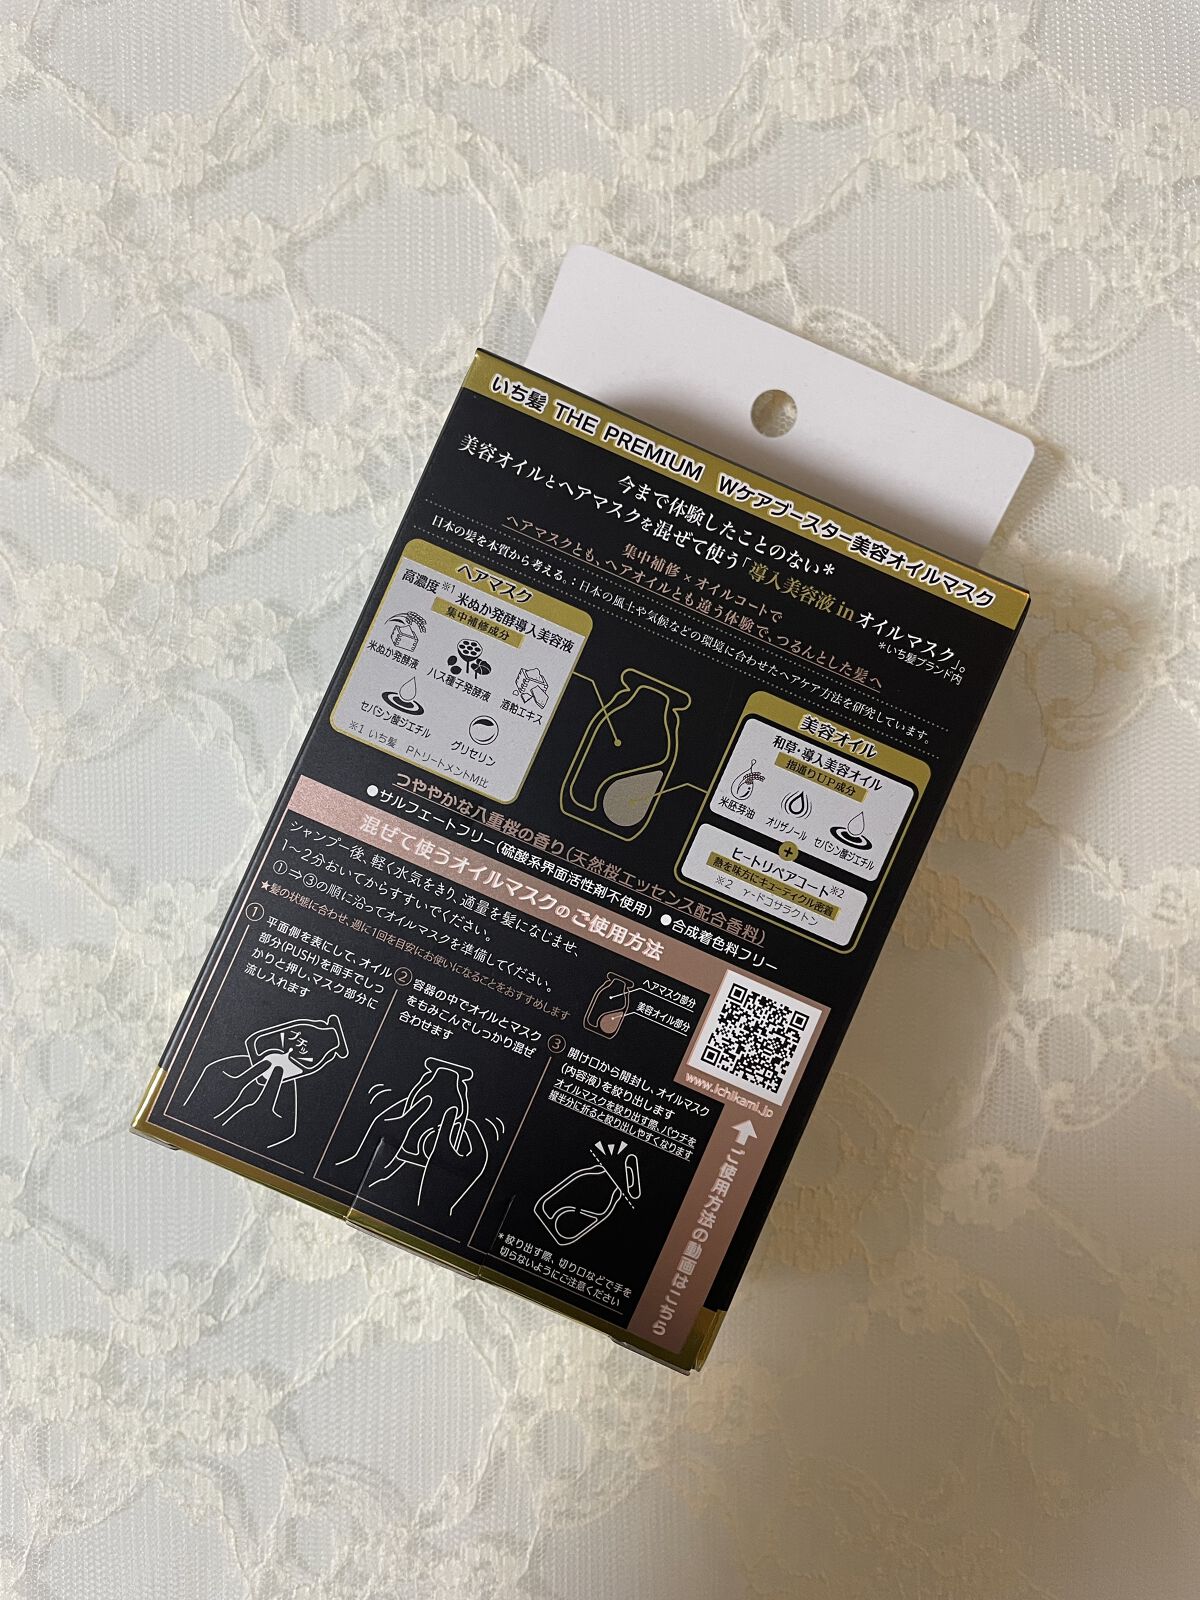 いち髪 THE PREMIUM Wケアブースター美容オイルマスク
今まで体験したことのない*
美容オイルとヘアマスクを混ぜて使う「導入美容液 in オイルマスク」。
*いち髪ブランド内
集中補修×オイルコートで
ヘアマスクとも、ヘアオイルとも違う体験で、つるんとした髪へ
日本の髪を本質から考える。:日本の風土や気候などの環境に合わせたヘアケア方法を研究しています。
ヘアマスク
高濃度※1 米ぬか発酵導入美容液
集中補修成分
米ぬか発酵液
ハス種子発酵液
酒粕エキス
セバシン酸ジエチル
グリセリン
※1 いち髪 PトリートメントM比
美容オイル
和草・導入美容オイル
指通りUP成分
米胚芽油
オリザノール
セバシン酸ジエチル
+
ヒートリペアコート※2
熱を味方にキューティクル密着
※2 γ-ドコサラクトン
つややかな八重桜の香り(天然桜エッセンス配合香料)
●サルフェートフリー(硫酸系界面活性剤不使用) ●合成着色料フリー
混ぜて使うオイルマスクのご使用方法
シャンプー後、軽く水気をきり、適量を髪になじませ、
1~2分おいてからすすいでください。
①⇒③の順に沿ってオイルマスクを準備してください。
★髪の状態に合わせ、週に1回を目安にお使いになることをおすすめします
ヘアマスク部分
美容オイル部分
① 平面側を表にして、オイル
部分(PUSH)を両手でしっ
かりと押し、マスク部分に
流し入れます
プチッ
② 容器の中でオイルとマスク
をもみこんでしっかり混ぜ
合わせます
③ 開け口から開封し、オイルマスク
(内容液)を絞り出します
オイルマスクを絞り出す際、パウチを
縦半分に折ると絞り出しやすくなります
*絞り出す際、切り口などで手を
切らないようにご注意ください
www.ichikami.jp
ご使用方法の動画はこちら